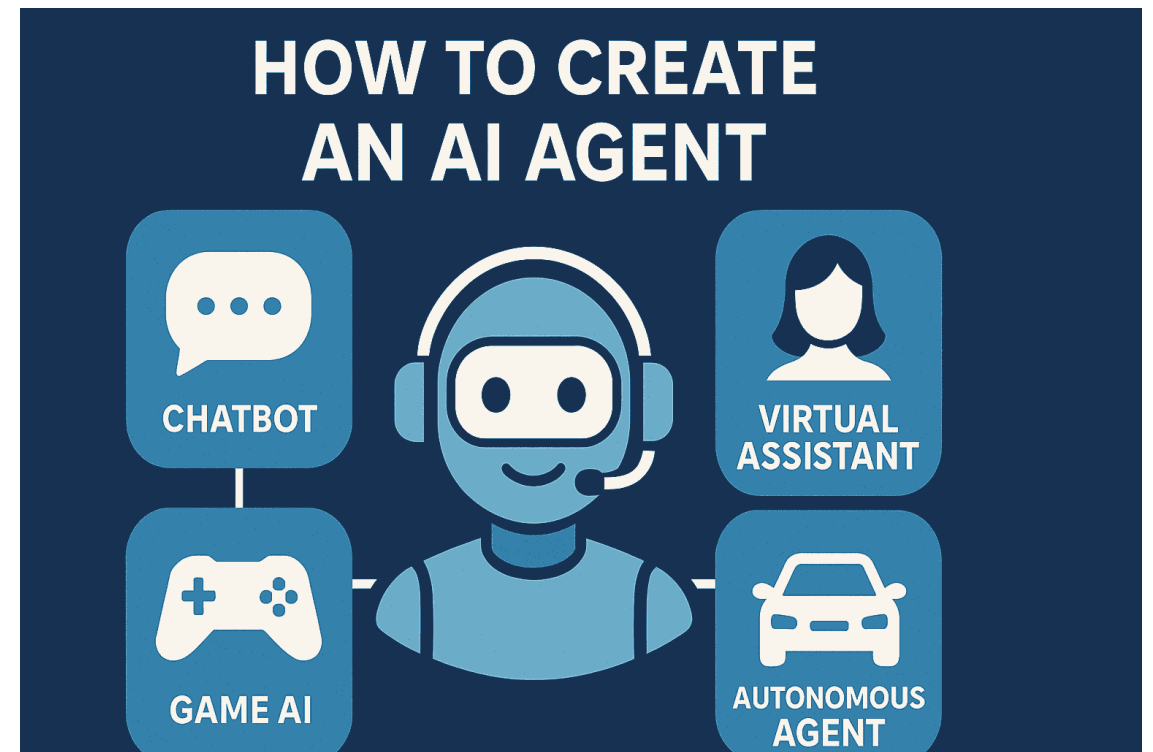 HOW TO CREATE
AN AI AGENT
CHATBOT
VIRTUAL
ASSISTANT
GAME AI
AUTONOMOUS
AGENT